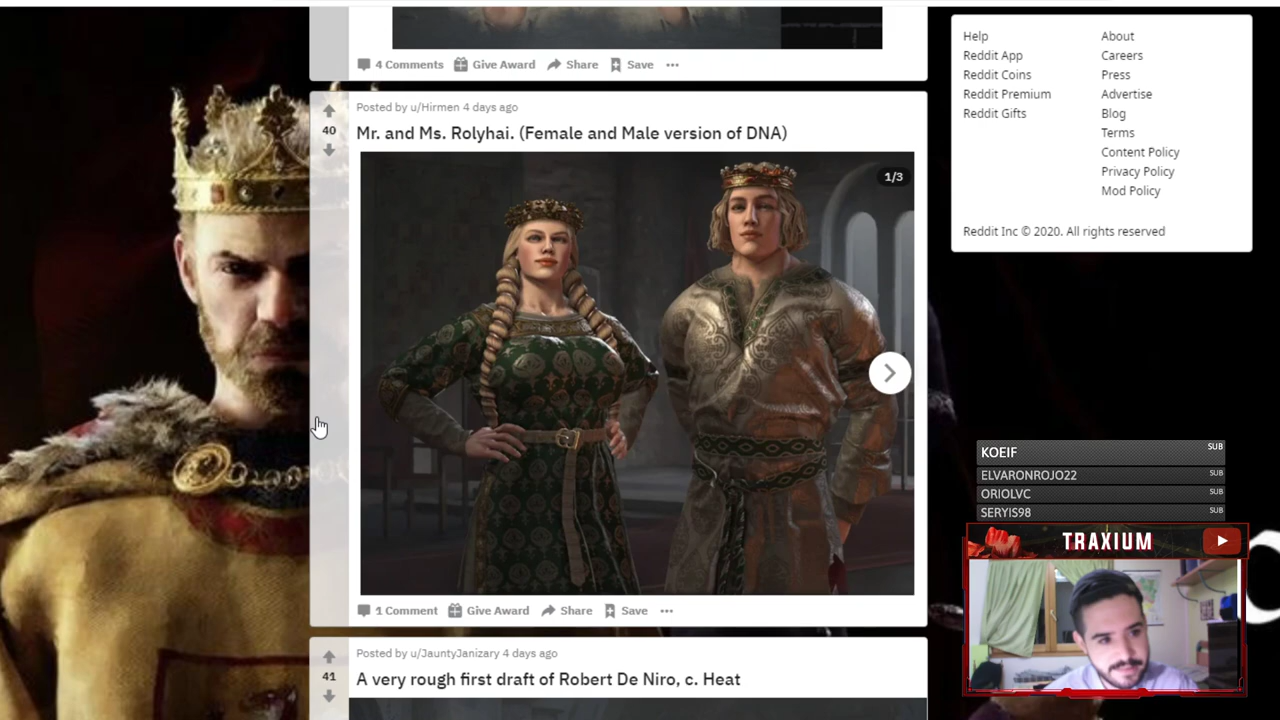 4 Comments Give Award Share Save
Posted by u/Hirmen 4 days ago
40
Mr. and Ms. Rolyhai. (Female and Male version of DNA)
1/3
1 Comment Give Award Share Save
Posted by u/JauntyJanizary 4 days ago
41
A very rough first draft of Robert De Niro, c. Heat
Help About
Reddit App Careers
Reddit Coins Press
Reddit Premium Advertise
Reddit Gifts Blog
Terms
Content Policy
Privacy Policy
Mod Policy
Reddit Inc © 2020. All rights reserved
KOEIF SUB
ELVARONROJO22 SUB
ORIOLVC SUB
SERYIS98 SUB
TRAXIUM